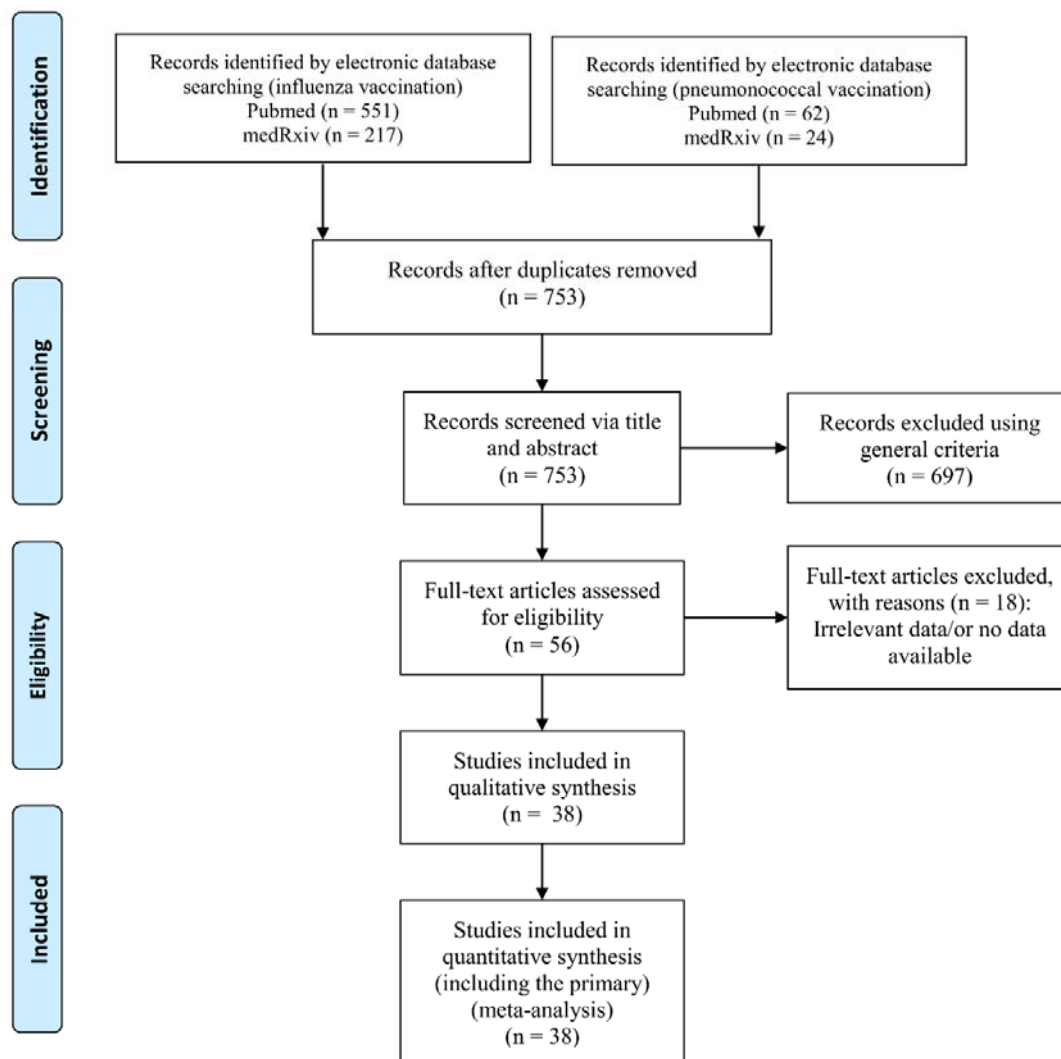 Identification
Records identified by electronic database
searching (influenza vaccination)
Pubmed (n = 551)
medRxiv (n = 217)
Records identified by electronic database
searching (pneumonococcal vaccination)
Pubmed (n = 62)
medRxiv (n = 24)
Records after duplicates removed
(n = 753)
Screening
Records screened via title
and abstract
(n = 753)
Records excluded using
general criteria
(n = 697)
Eligibility
Full-text articles assessed
for eligibility
(n = 56)
Full-text articles excluded,
with reasons (n = 18):
Irrelevant data/or no data
available
Studies included in
qualitative synthesis
(n = 38)
Included
Studies included in
quantitative synthesis
(including the primary)
(meta-analysis)
(n = 38)